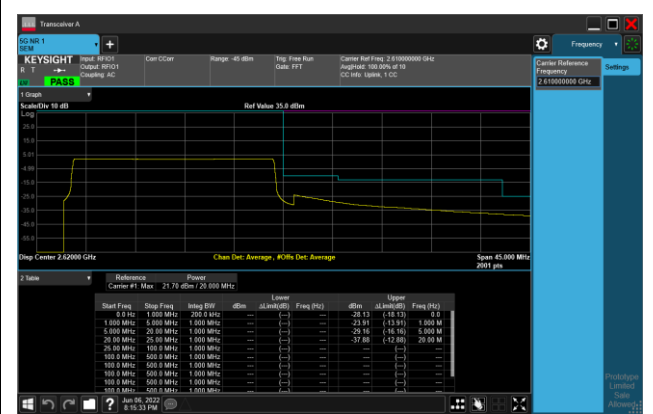 Transceiver A
5G NR 1
SEM
Frequency
KEYSIGHT
R T
PASS
Input: RFIO1
Output: RFIO1
Coupling: AC
Corr CCorr
Range: -45 dBm
Trig: Free Run
Gate: FFT
Carrier Ref Freq: 2.610000000 GHz
Avg|Hold: 100.00% of 10
CC Info: Uplink, 1 CC
Carrier Reference
Frequency
2.610000000 GHz
Settings
1 Graph
Scale/Div 10 dB
Ref Value 35.0 dBm
Log
25.0
15.0
5.01
-4.99
-15.0
-25.0
-35.0
-45.0
-55.0
Disp Center 2.62000 GHz
Chan Det: Average, #Offs Det: Average
Span 45.000 MHz
2001 pts
2 Table
Reference Power
Carrier #1 Max 21.70 dBm / 20.000 MHz
Lower Upper
Start Freq Stop Freq Integ BW dBm ΔLimit(dB) Freq (Hz) dBm ΔLimit(dB) Freq (Hz)
0.0 Hz 1.000 MHz 200.0 kHz --- (---) --- -28.13 (-18.13) 0.0
1.000 MHz 5.000 MHz 1.000 MHz --- (---) --- -23.91 (-13.91) 1.000 M
5.000 MHz 20.00 MHz 1.000 MHz --- (---) --- -29.16 (-16.16) 5.000 M
20.00 MHz 25.00 MHz 1.000 MHz --- (---) --- -37.88 (-12.88) 20.00 M
25.00 MHz 100.0 MHz 1.000 MHz --- (---) --- --- (---) ---
100.0 MHz 500.0 MHz 1.000 MHz --- (---) --- --- (---) ---
100.0 MHz 500.0 MHz 1.000 MHz --- (---) --- --- (---) ---
100.0 MHz 500.0 MHz 1.000 MHz --- (---) --- --- (---) ---
100.0 MHz 500.0 MHz 1.000 MHz --- (---) --- --- (---) ---
Prototype
Limited
Sale
Allowed
?
Jun 06, 2022
6:15:33 PM